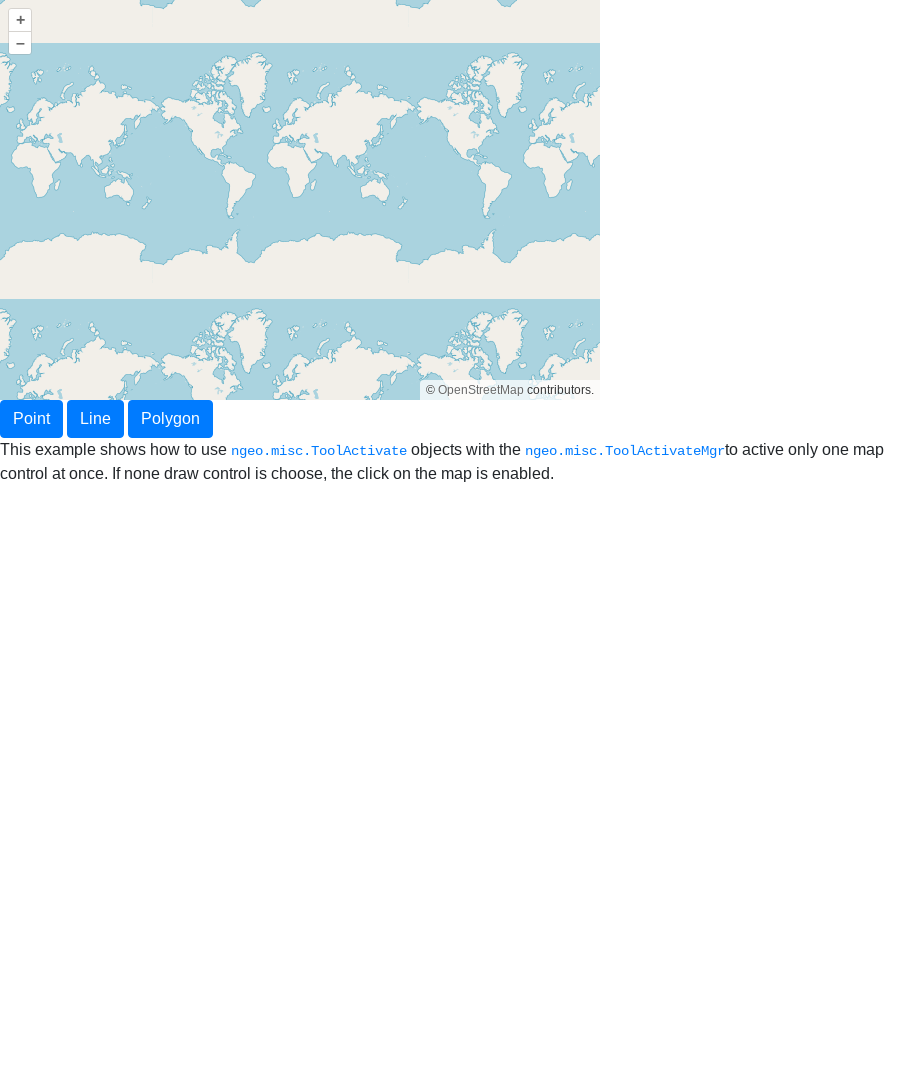 +
−
© OpenStreetMap contributors.
Point Line Polygon
This example shows how to use ngeo.misc.ToolActivate objects with the ngeo.misc.ToolActivateMgrto active only one map
control at once. If none draw control is choose, the click on the map is enabled.